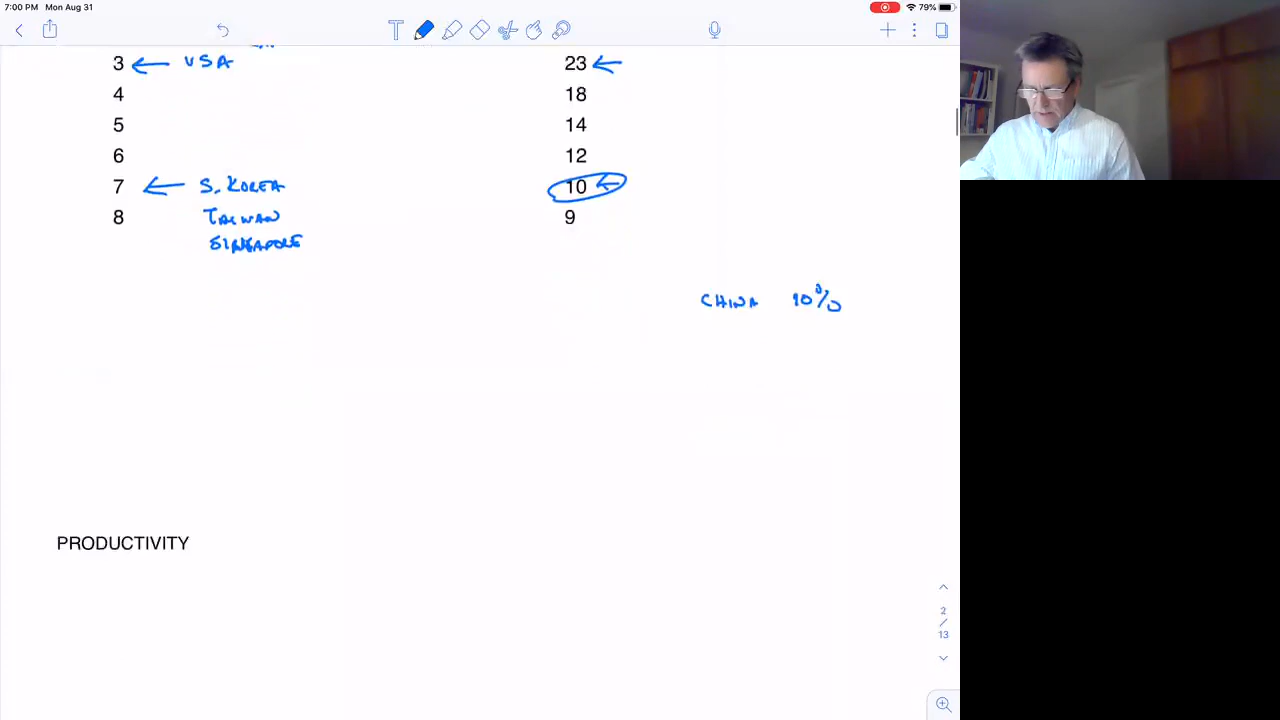 7:00 PM Mon Aug 31
79%
T
3 ← USA 23 ←
4 18
5 14
6 12
7 ← S. KOREA 10 ←
8 TAIWAN 9
SINGAPORE
CHINA 10%
PRODUCTIVITY
2
/
13